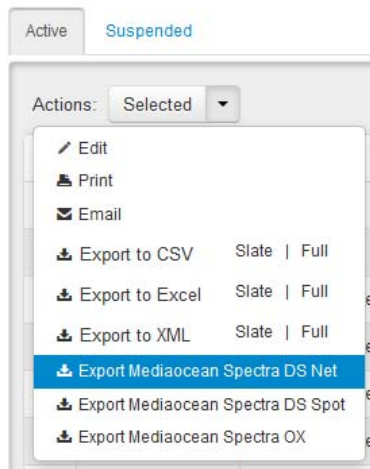 Active Suspended
Actions: Selected
Edit
Print
Email
Export to CSV Slate | Full
Export to Excel Slate | Full
Export to XML Slate | Full
Export Mediaocean Spectra DS Net
Export Mediaocean Spectra DS Spot
Export Mediaocean Spectra OX